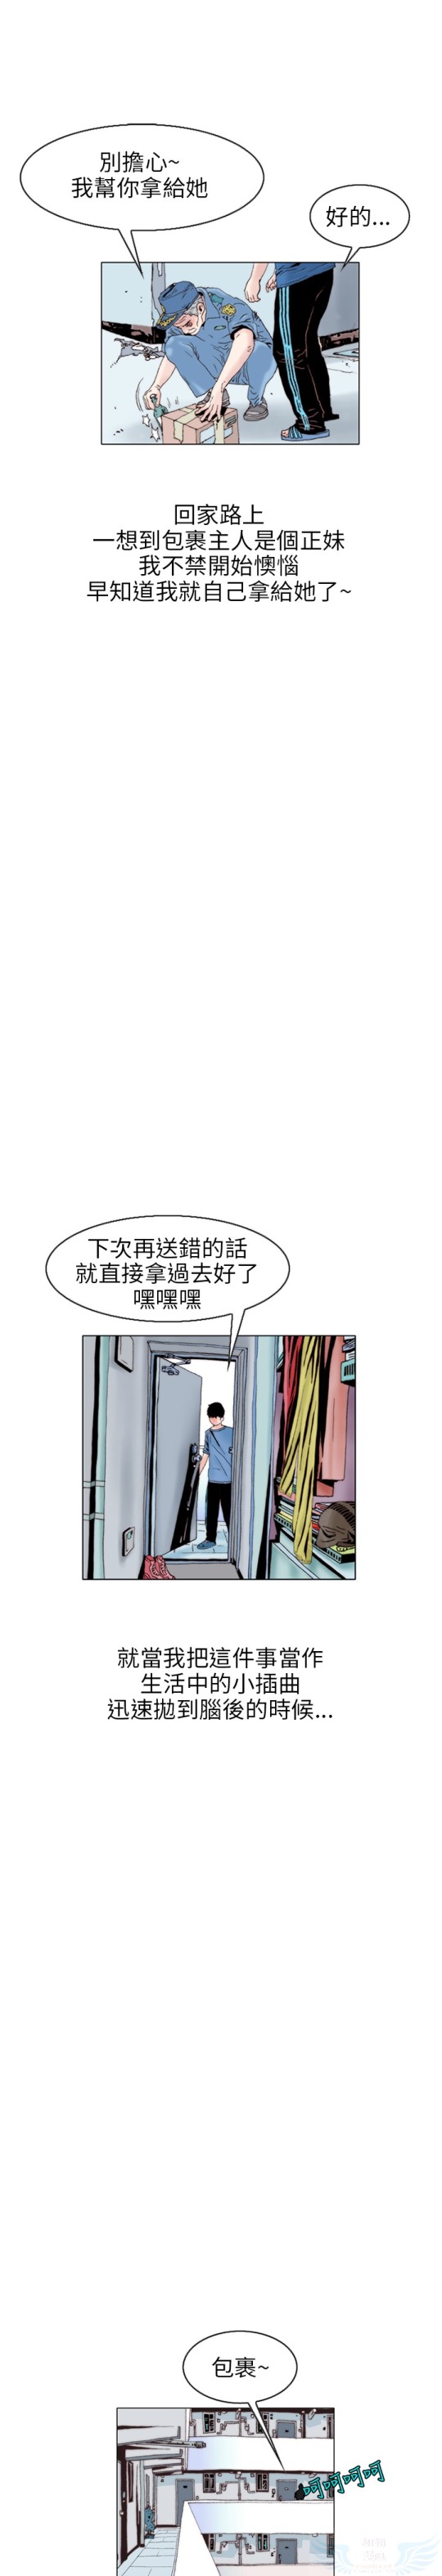 別擔心~
我幫你拿給她
好的...
回家路上
一想到包裹主人是個正妹
我不禁開始懊惱
早知道我就自己拿給她了~
下次再送錯的話
就直接拿過去好了
嘿嘿嘿
就當我把這件事當作
生活中的小插曲
迅速拋到腦後的時候...
包裹~
呵呵呵呵